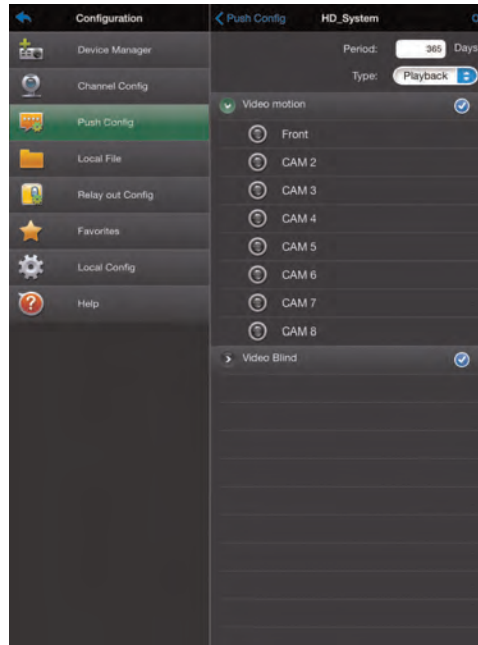 Configuration
Push Config HD_System
Device Manager
Channel Config
Push Config
Local File
Relay out Config
Favorites
Local Config
Help
Period: 365 Days
Type: Playback
Video motion
Front
CAM 2
CAM 3
CAM 4
CAM 5
CAM 6
CAM 7
CAM 8
Video Blind